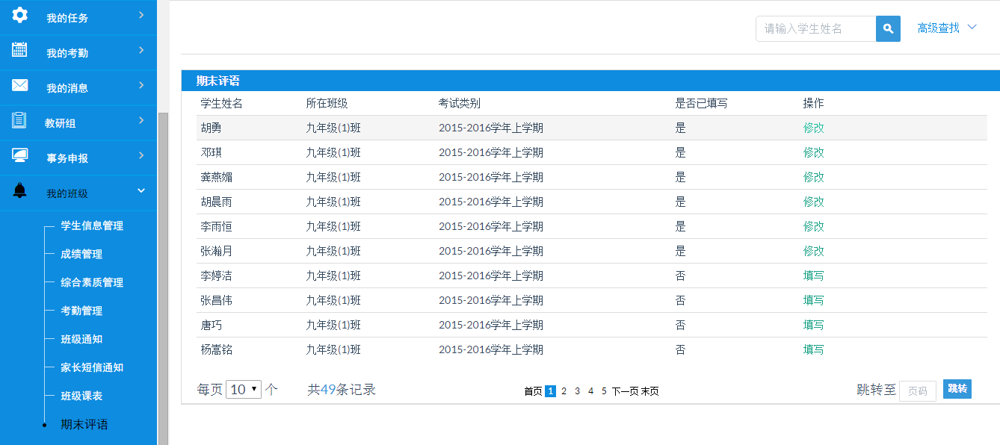 我的任务
我的考勤
我的消息
教研组
事务申报
我的班级
学生信息管理
成绩管理
综合素质管理
考勤管理
班级通知
家长短信通知
班级课表
期末评语
请输入学生姓名 高级查找
期末评语
学生姓名 所在班级 考试类别 是否已填写 操作
胡勇 九年级(1)班 2015-2016学年上学期 是 修改
邓琪 九年级(1)班 2015-2016学年上学期 是 修改
龚燕媚 九年级(1)班 2015-2016学年上学期 是 修改
胡晨雨 九年级(1)班 2015-2016学年上学期 是 修改
李雨恒 九年级(1)班 2015-2016学年上学期 是 修改
张瀚月 九年级(1)班 2015-2016学年上学期 是 修改
李婷洁 九年级(1)班 2015-2016学年上学期 否 填写
张昌伟 九年级(1)班 2015-2016学年上学期 否 填写
唐巧 九年级(1)班 2015-2016学年上学期 否 填写
杨嵩铭 九年级(1)班 2015-2016学年上学期 否 填写
每页 10 个 共49条记录 首页 1 2 3 4 5 下一页 末页 跳转至 页码 跳转